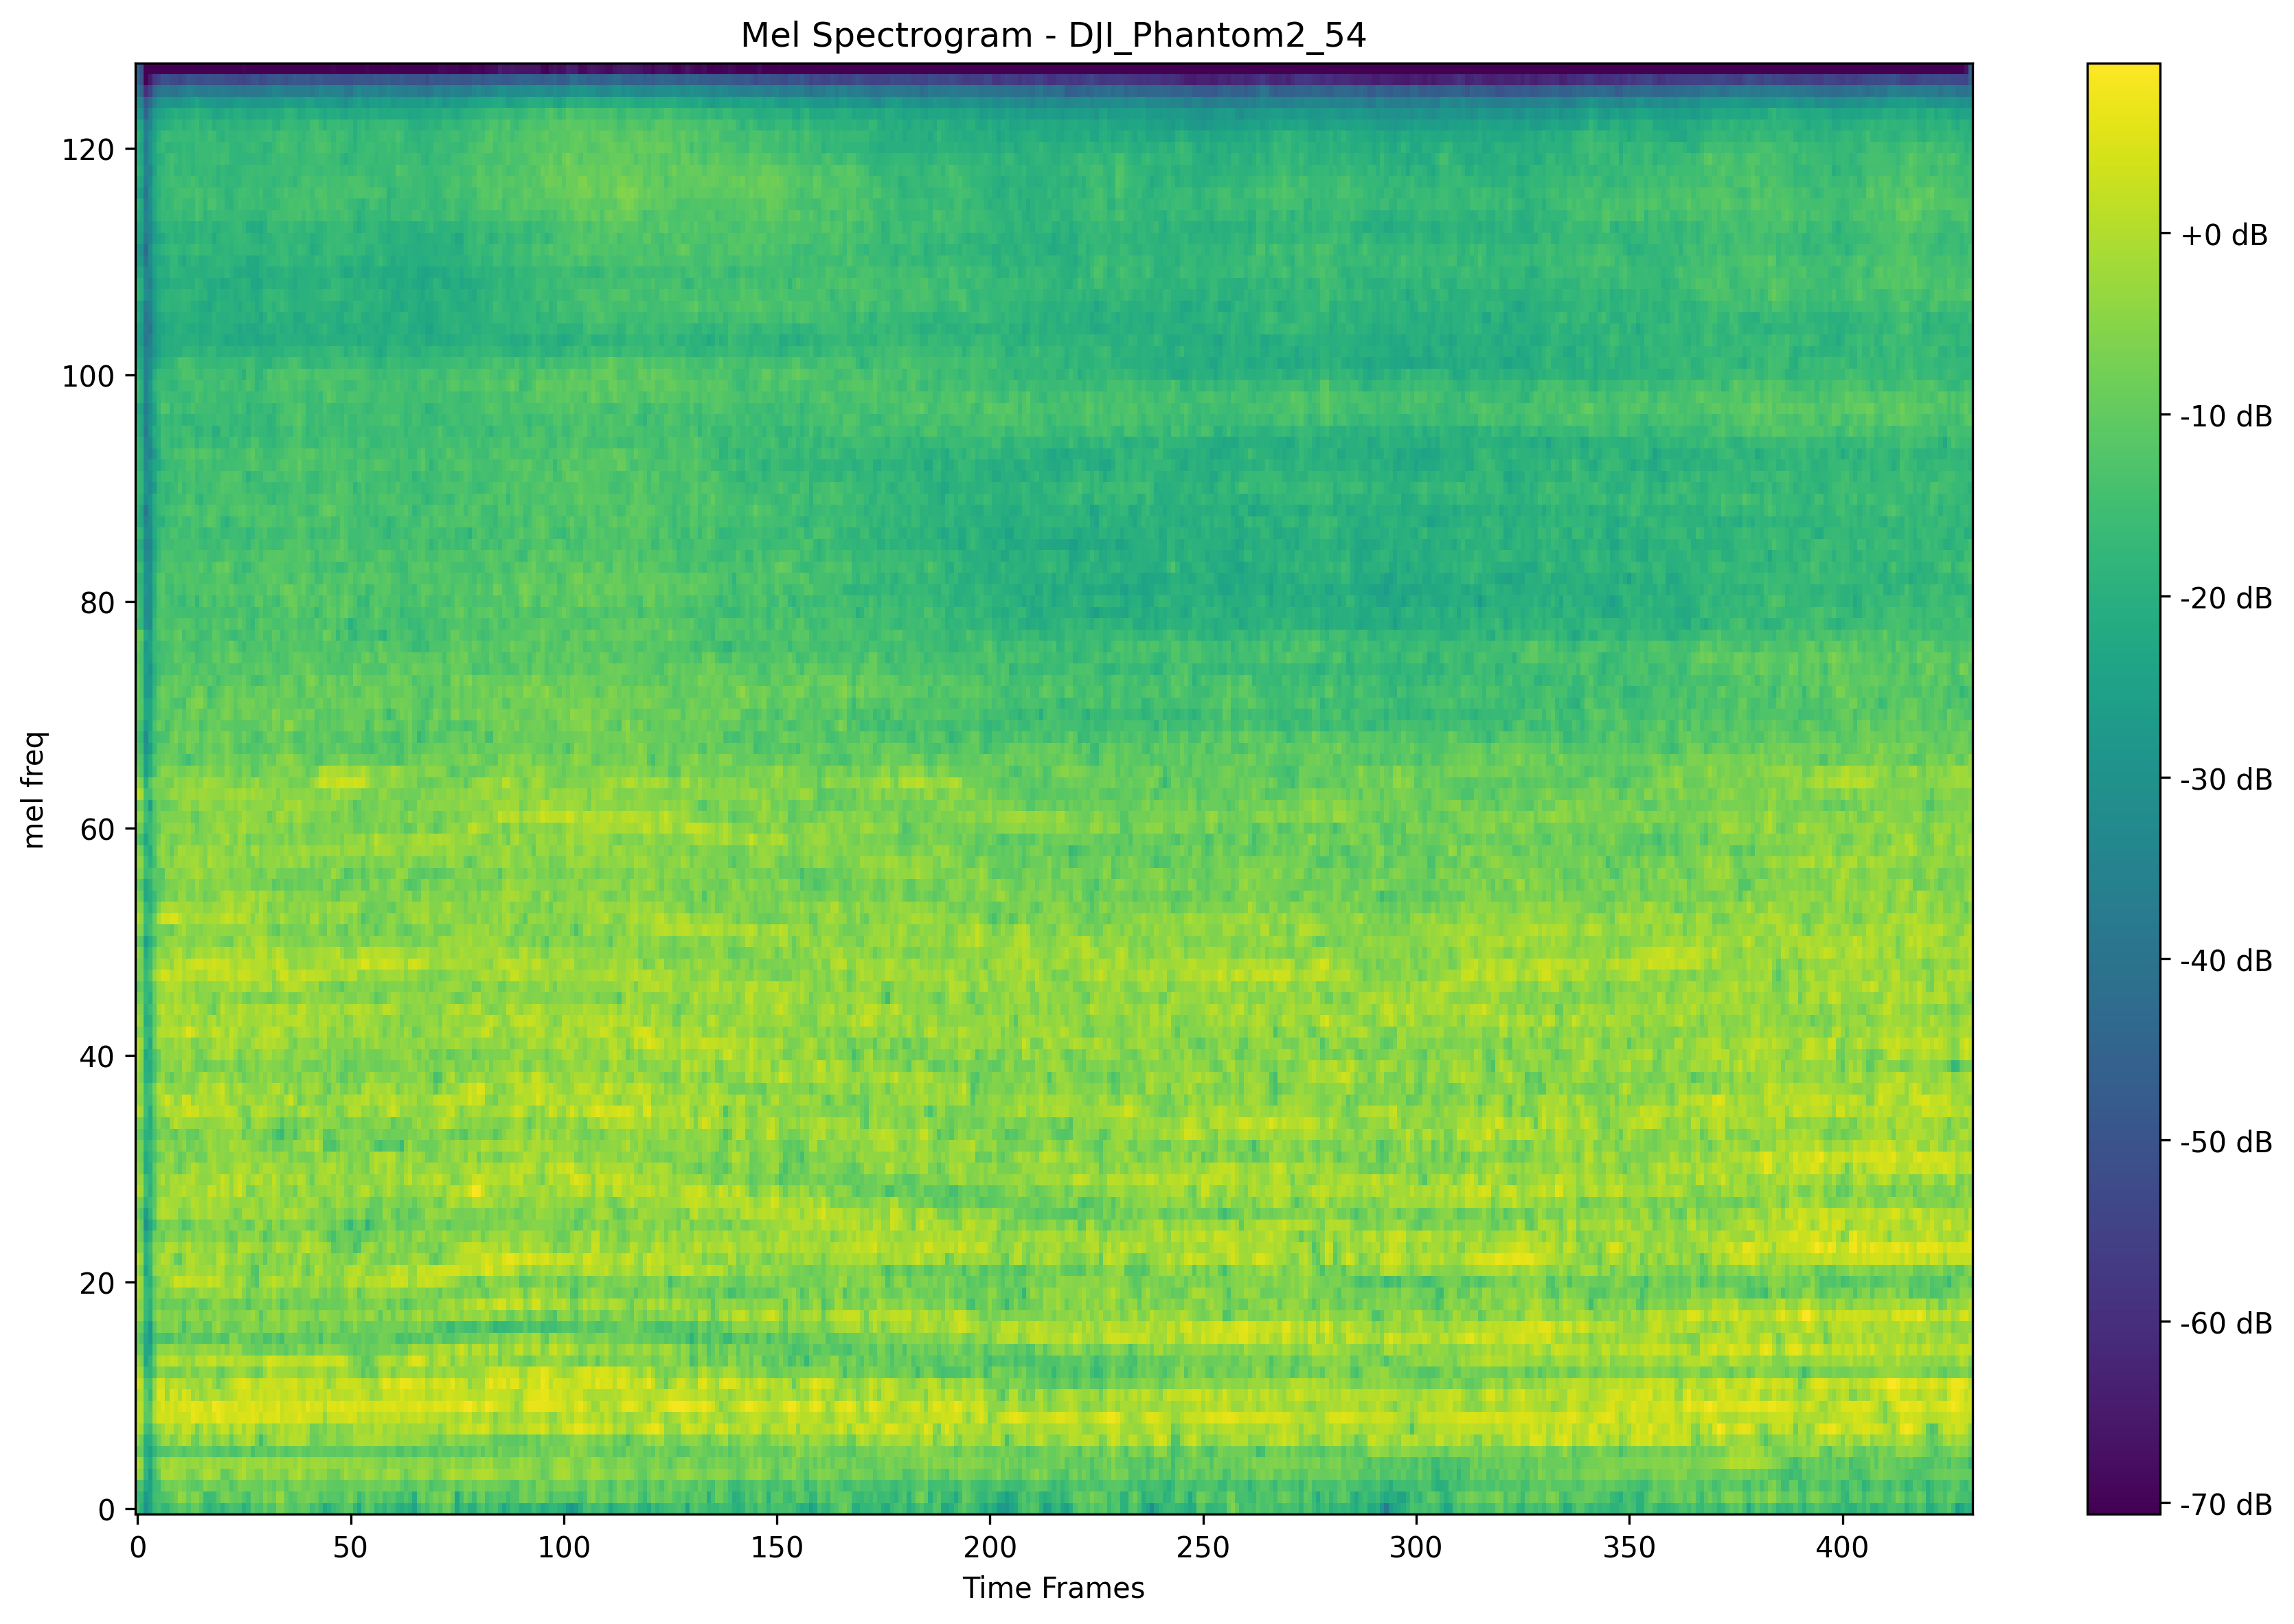 Mel Spectrogram - DJI_Phantom2_54
mel freq
120
100
80
60
40
20
0
0 50 100 150 200 250 300 350 400
Time Frames
+0 dB
-10 dB
-20 dB
-30 dB
-40 dB
-50 dB
-60 dB
-70 dB